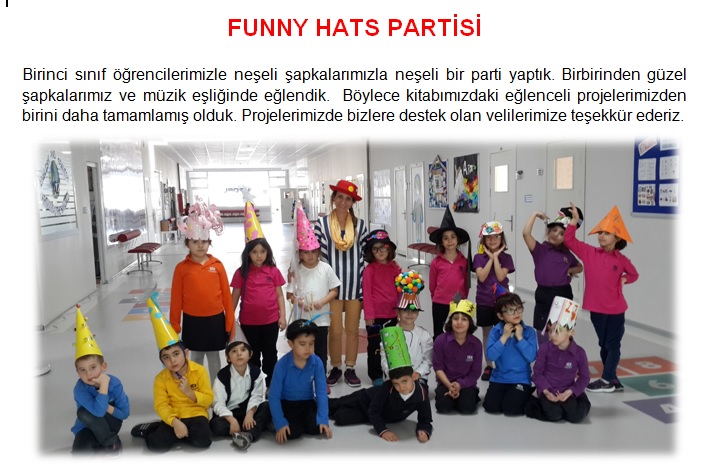 FUNNY HATS PARTİSİ
Birinci sınıf öğrencilerimizle neşeli şapkalarımızla neşeli bir parti yaptık. Birbirinden güzel
şapkalarımız ve müzik eşliğinde eğlendik. Böylece kitabımızdaki eğlenceli projelerimizden
birini daha tamamlamış olduk. Projelerimizde bizlere destek olan velilerimize teşekkür ederiz.